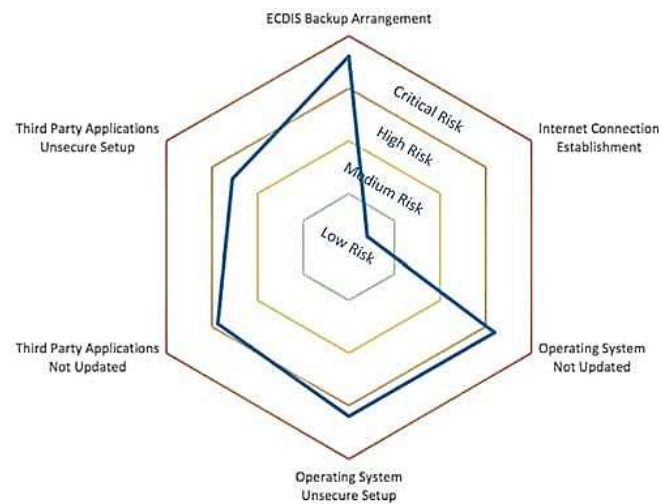 ECDIS Backup Arrangement
Critical Risk
Third Party Applications
Unsecure Setup
Internet Connection
Establishment
High Risk
Medium Risk
Low Risk
Third Party Applications
Not Updated
Operating System
Not Updated
Operating System
Unsecure Setup